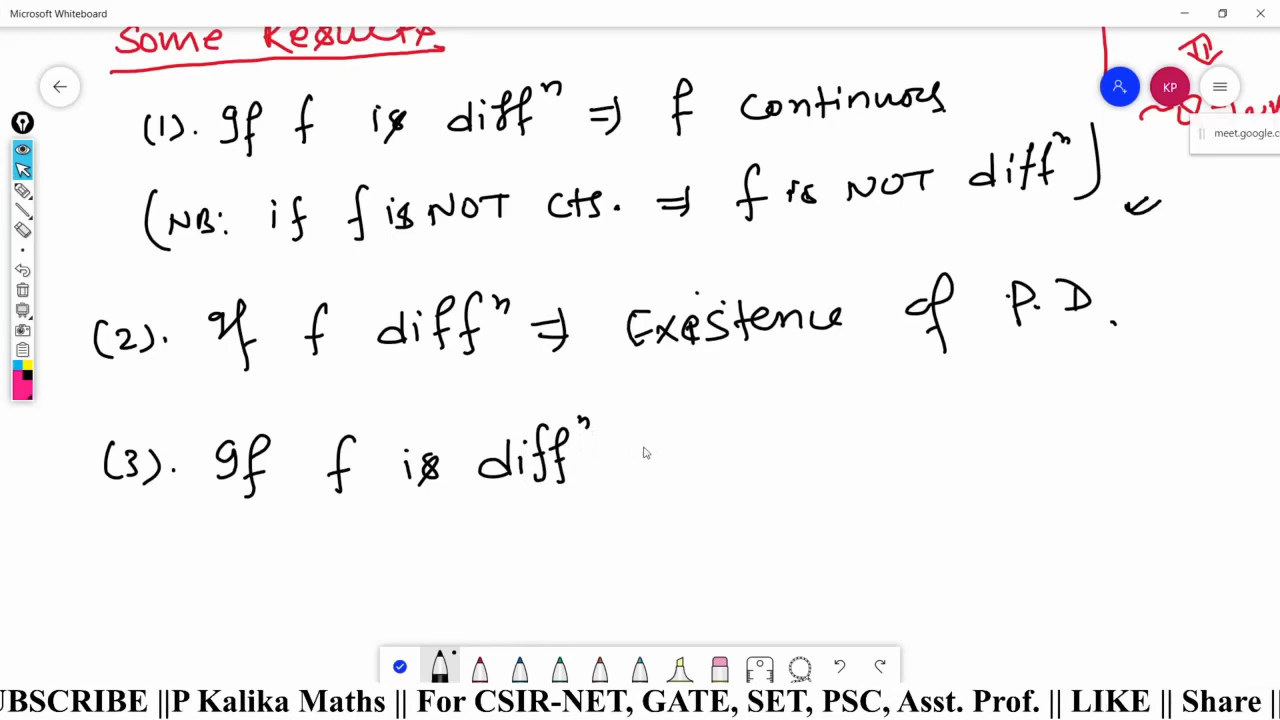 Microsoft Whiteboard
Some Results
KP
meet.google.c
(1). If f is diffⁿ ⇒ f continuous
(NB: if f is NOT cts. ⇒ f is NOT diffⁿ)
(2). If f diffⁿ ⇒ Existence of P.D.
(3). If f is diffⁿ
UBSCRIBE ||P Kalika Maths || For CSIR-NET, GATE, SET, PSC, Asst. Prof. || LIKE || Share ||